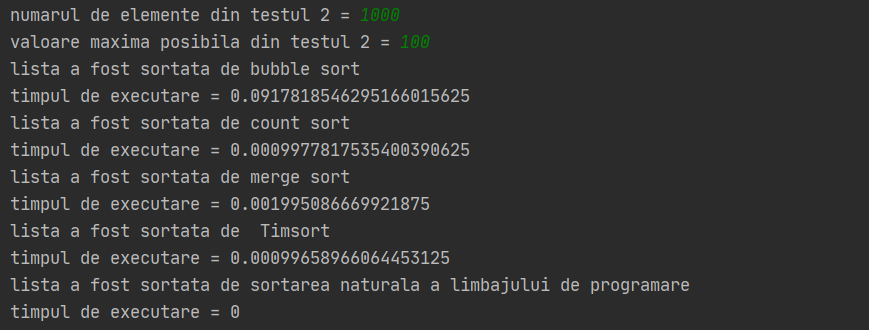 numarul de elemente din testul 2 = 1000
valoare maxima posibila din testul 2 = 100
lista a fost sortata de bubble sort
timpul de executare = 0.0917818546295166015625
lista a fost sortata de count sort
timpul de executare = 0.0009977817535400390625
lista a fost sortata de merge sort
timpul de executare = 0.001995086669921875
lista a fost sortata de  Timsort
timpul de executare = 0.00099658966064453125
lista a fost sortata de sortarea naturala a limbajului de programare
timpul de executare = 0